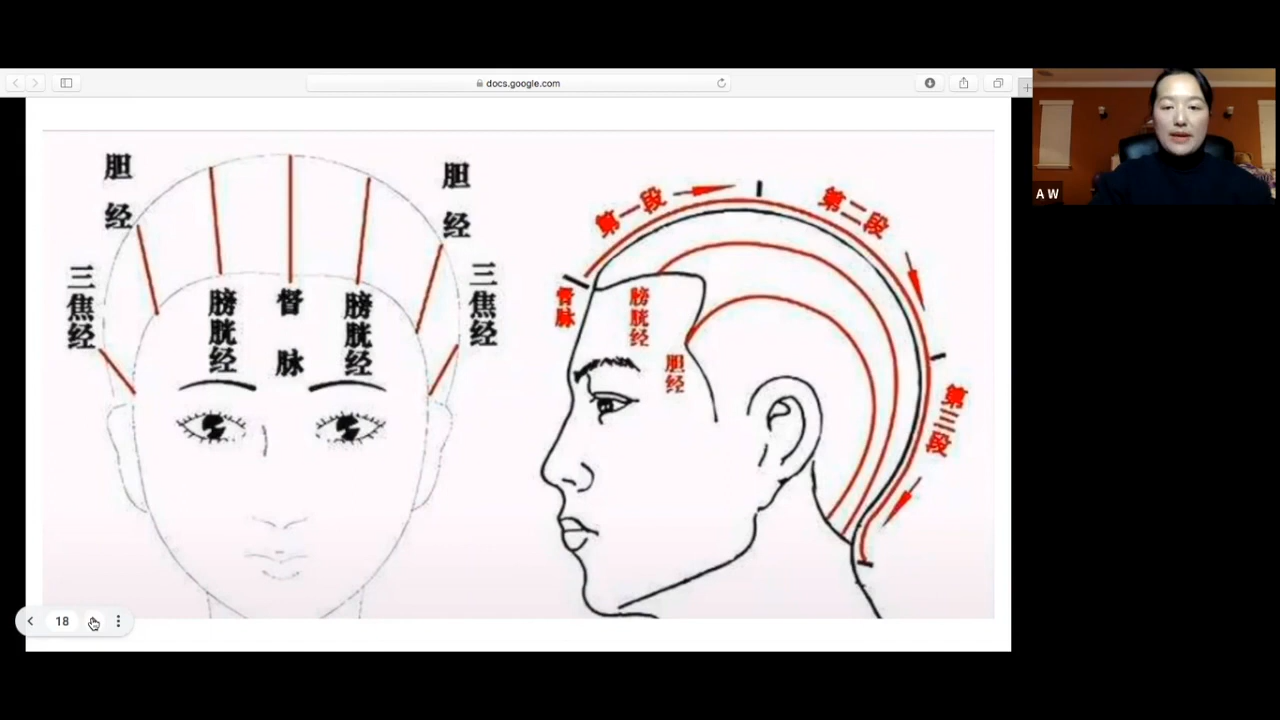 docs.google.com
A W
胆经
胆经
三焦经
三焦经
膀胱经
督脉
膀胱经
第一段
第二段
第三段
督脉
膀胱经
胆经
18